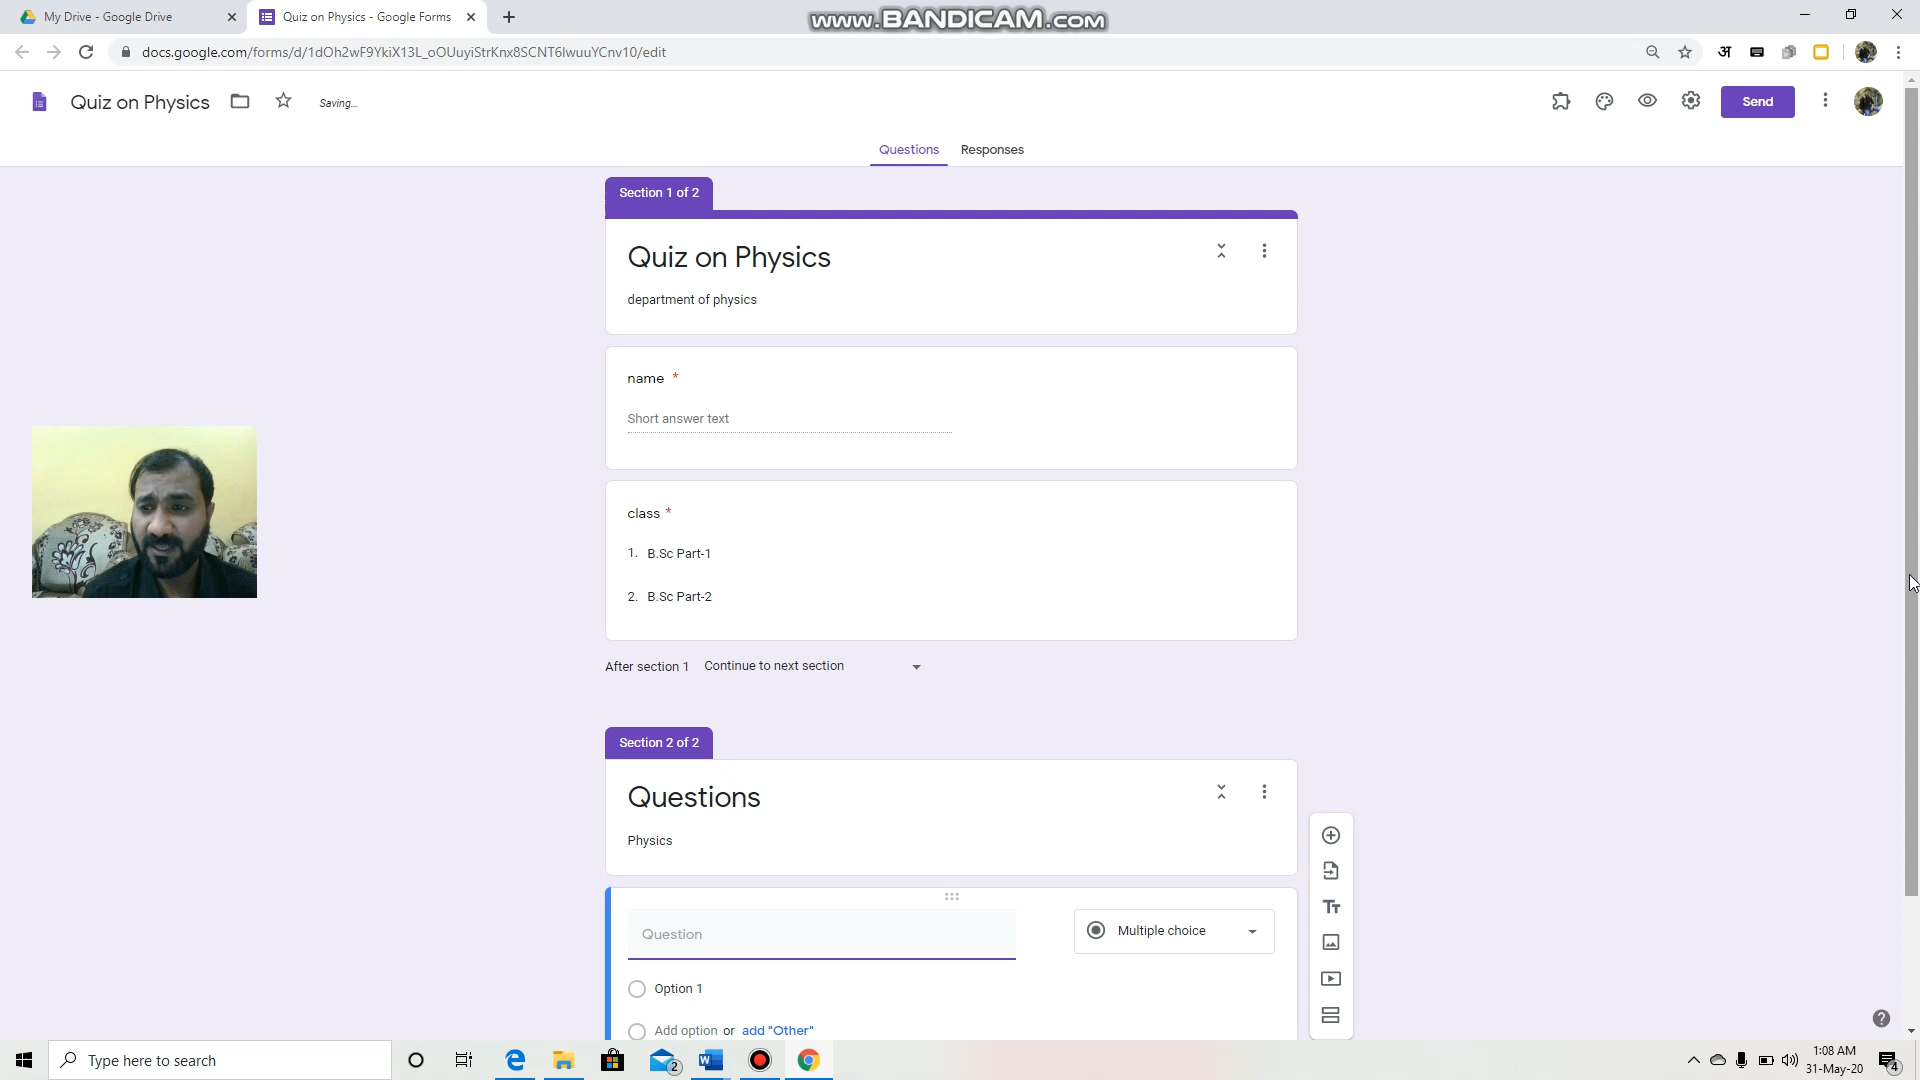 My Drive - Google Drive
Quiz on Physics - Google Forms
www.BANDICAM.com
docs.google.com/forms/d/1dOh2wF9YkiX13L_oOUuyiStrKnx8SCNT6lwuuYCnv10/edit
अ
Quiz on Physics
Saving...
Send
Questions
Responses
Section 1 of 2
Quiz on Physics
department of physics
name *
Short answer text
class *
1. B.Sc Part-1
2. B.Sc Part-2
After section 1 Continue to next section
Section 2 of 2
Questions
Physics
Question
Multiple choice
Option 1
Add option or add "Other"
Type here to search
2
1:08 AM
31-May-20
4